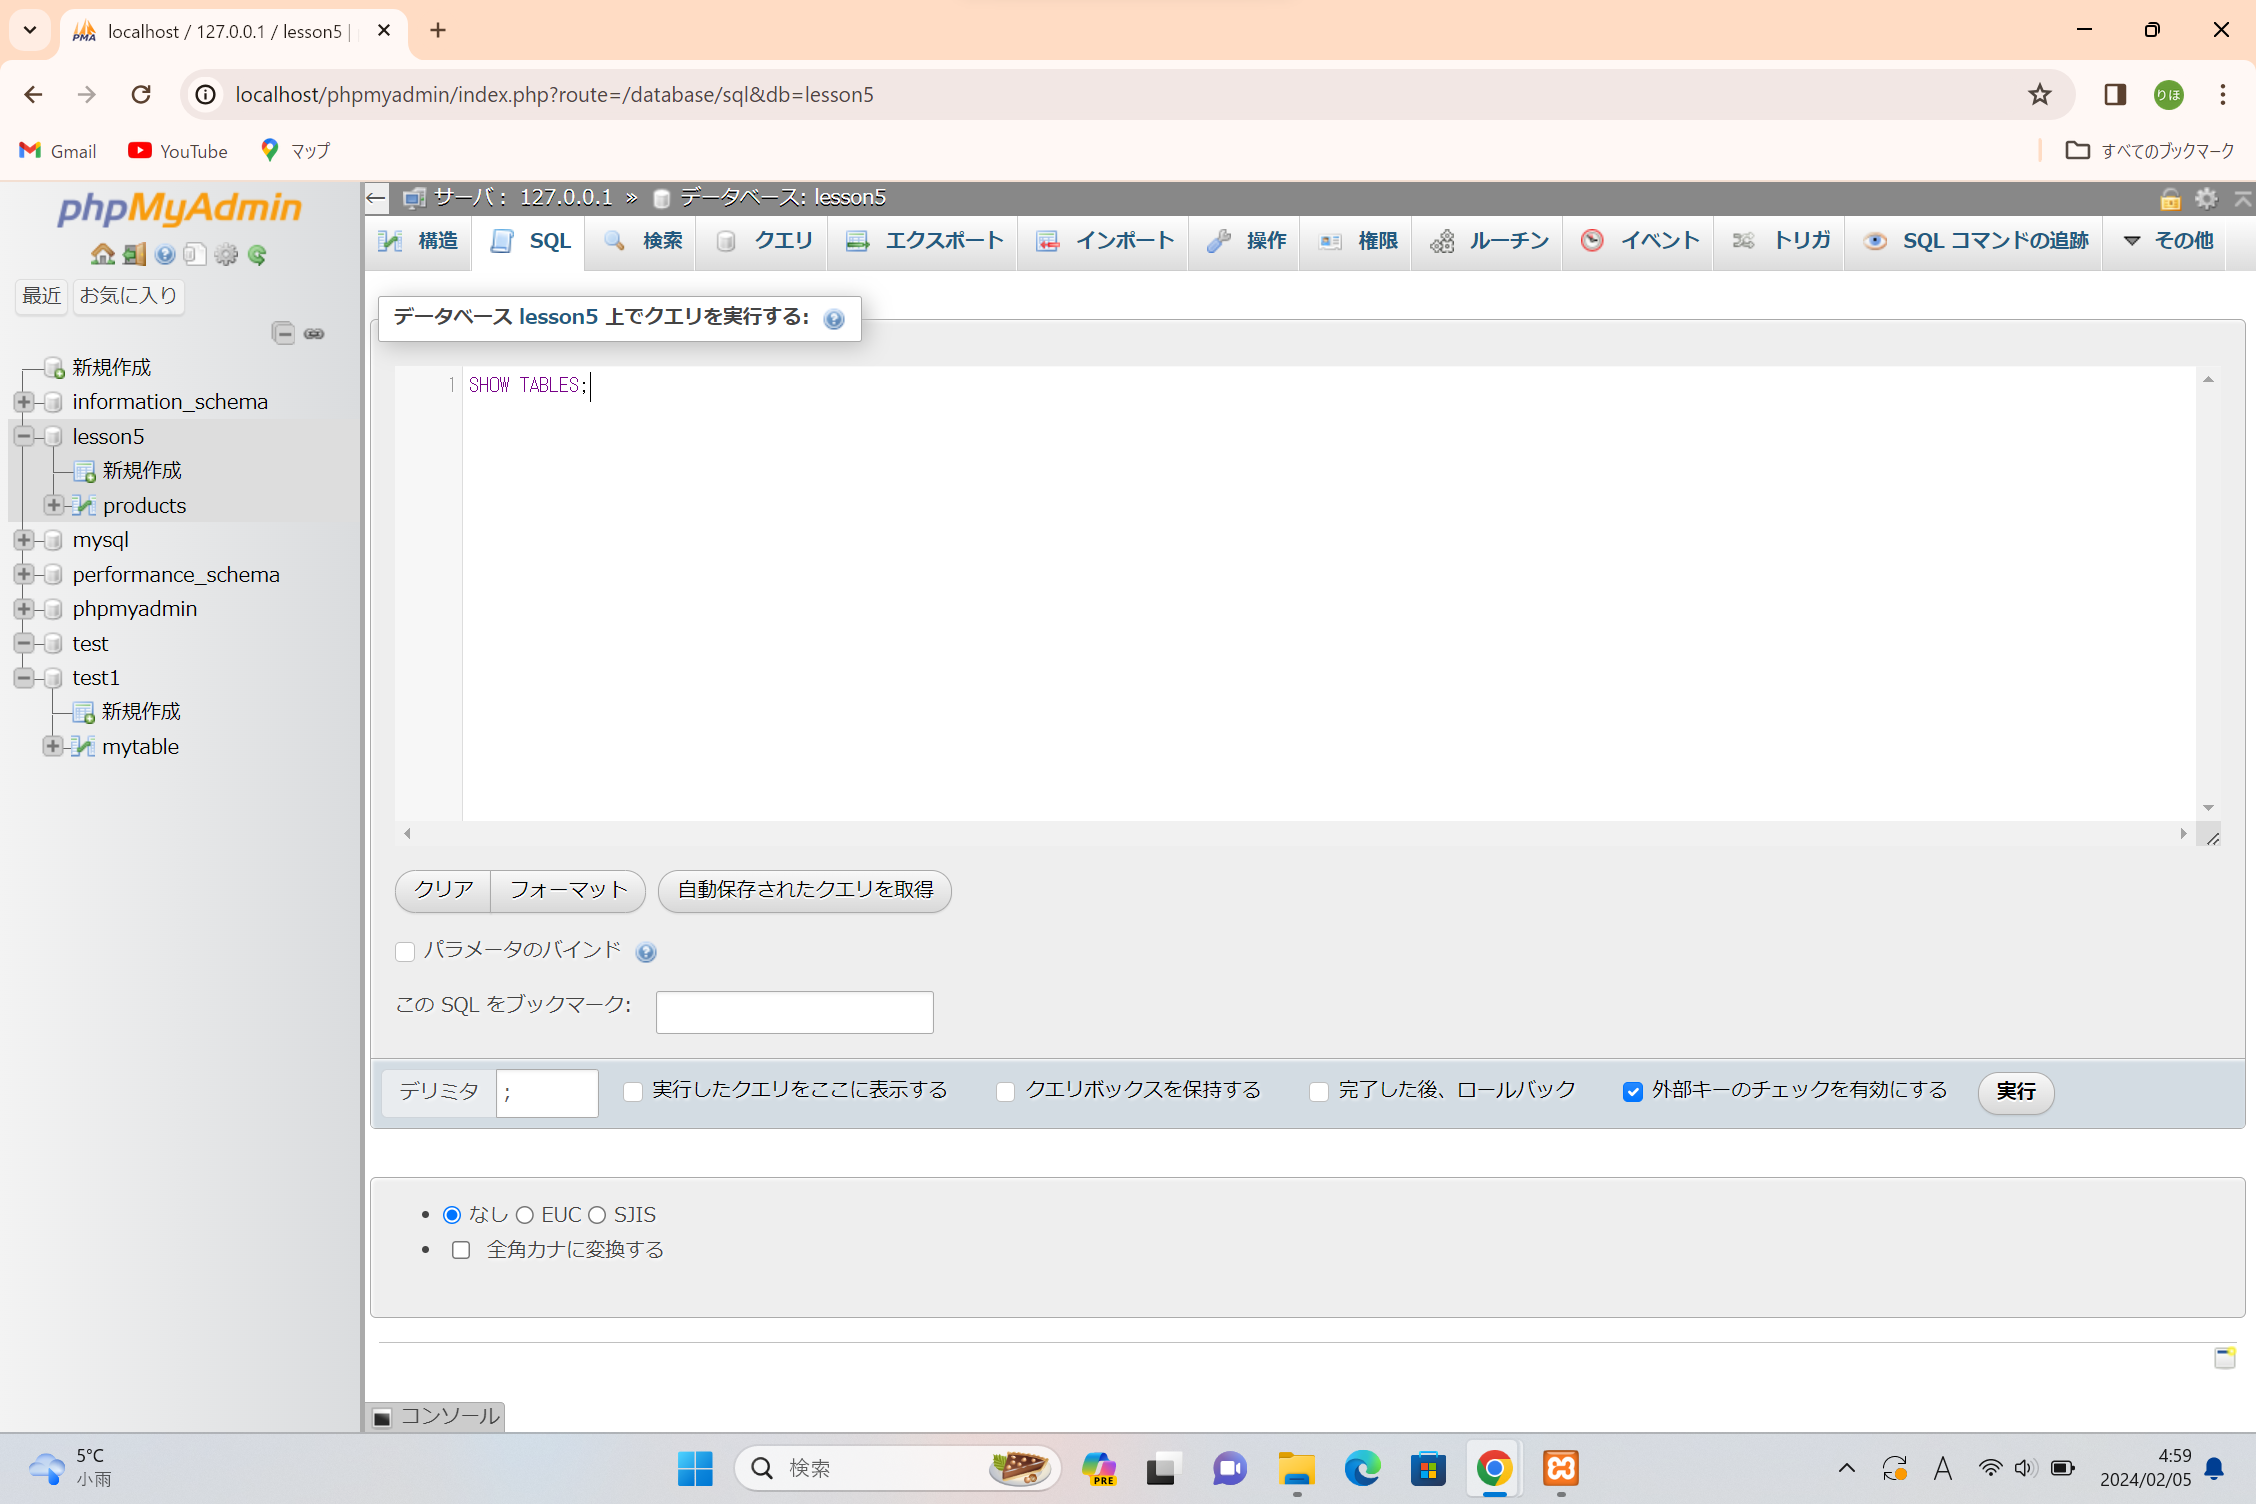 localhost / 127.0.0.1 / lesson5 |
localhost/phpmyadmin/index.php?route=/database/sql&db=lesson5
りほ
Gmail
YouTube
マップ
すべてのブックマーク
phpMyAdmin
最近
お気に入り
新規作成
information_schema
lesson5
新規作成
products
mysql
performance_schema
phpmyadmin
test
test1
新規作成
mytable
サーバ: 127.0.0.1 » データベース: lesson5
構造
SQL
検索
クエリ
エクスポート
インポート
操作
権限
ルーチン
イベント
トリガ
SQL コマンドの追跡
その他
データベース lesson5 上でクエリを実行する:
1 SHOW TABLES;
クリア
フォーマット
自動保存されたクエリを取得
パラメータのバインド
この SQL をブックマーク:
デリミタ ;
実行したクエリをここに表示する
クエリボックスを保持する
完了した後、ロールバック
外部キーのチェックを有効にする
実行
なし EUC SJIS
全角カナに変換する
コンソール
5°C
小雨
検索
PRE
A
4:59
2024/02/05